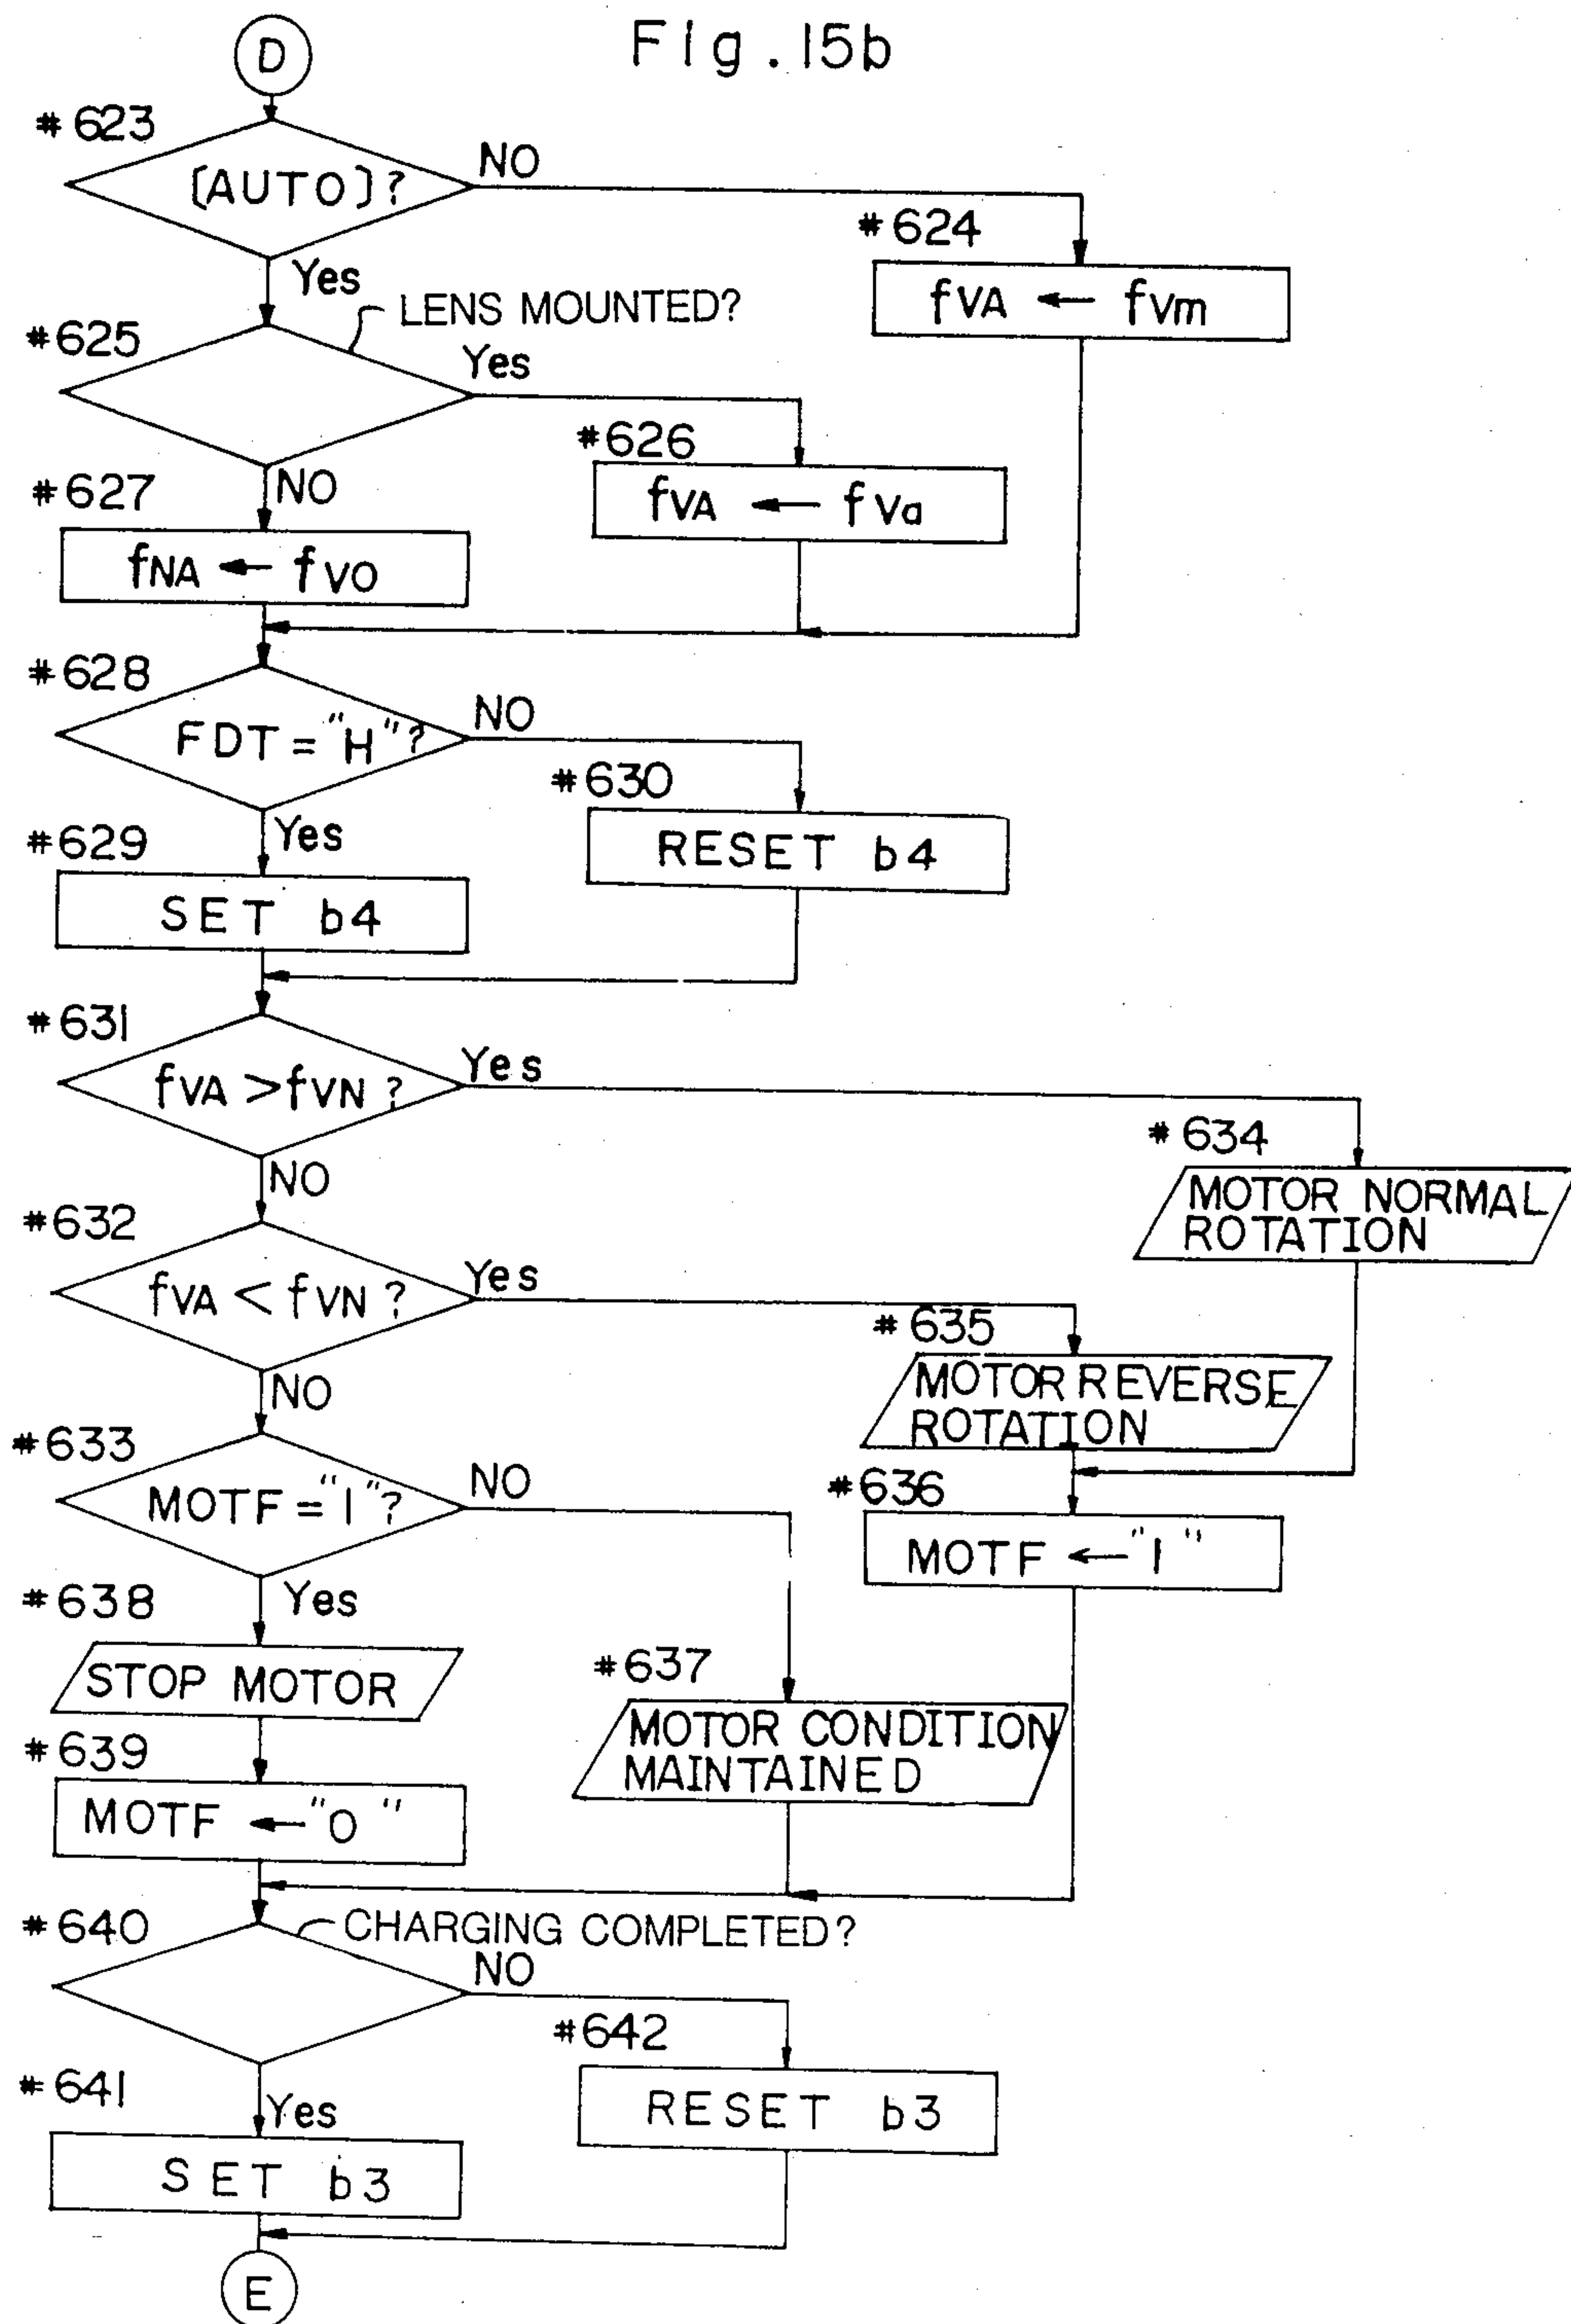 Fig. 15b
D
#623
[AUTO]?
NO
#624
Yes
fVA ← fVm
LENS MOUNTED?
#625
Yes
#626
fVA ← fVa
#627
NO
fNA ← fVO
#628
FDT = "H"?
NO
#630
RESET b4
#629
Yes
SET b4
#631
fVA > fVN ?
Yes
#634
MOTOR NORMAL
ROTATION
NO
#632
fVA < fVN ?
Yes
#635
MOTOR REVERSE
ROTATION
NO
#633
MOTF = "1"?
NO
#636
MOTF ← "1"
#638
Yes
STOP MOTOR
#637
MOTOR CONDITION
MAINTAINED
#639
MOTF ← "0"
#640
CHARGING COMPLETED?
NO
#642
RESET b3
#641
Yes
SET b3
E